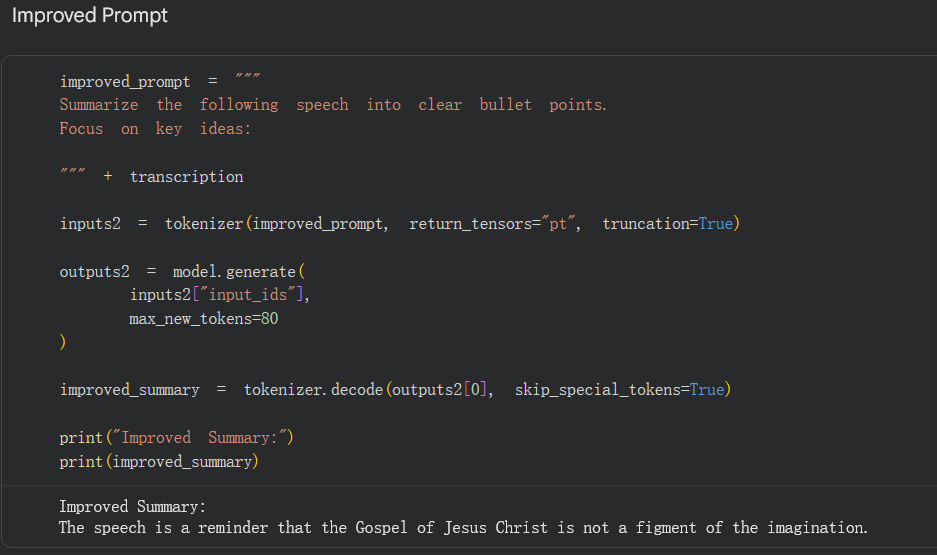 Improved Prompt
improved_prompt = """
Summarize the following speech into clear bullet points.
Focus on key ideas:
""" + transcription
inputs2 = tokenizer(improved_prompt, return_tensors="pt", truncation=True)
outputs2 = model.generate(
inputs2["input_ids"],
max_new_tokens=80
)
improved_summary = tokenizer.decode(outputs2[0], skip_special_tokens=True)
print("Improved Summary:")
print(improved_summary)
Improved Summary:
The speech is a reminder that the Gospel of Jesus Christ is not a figment of the imagination.